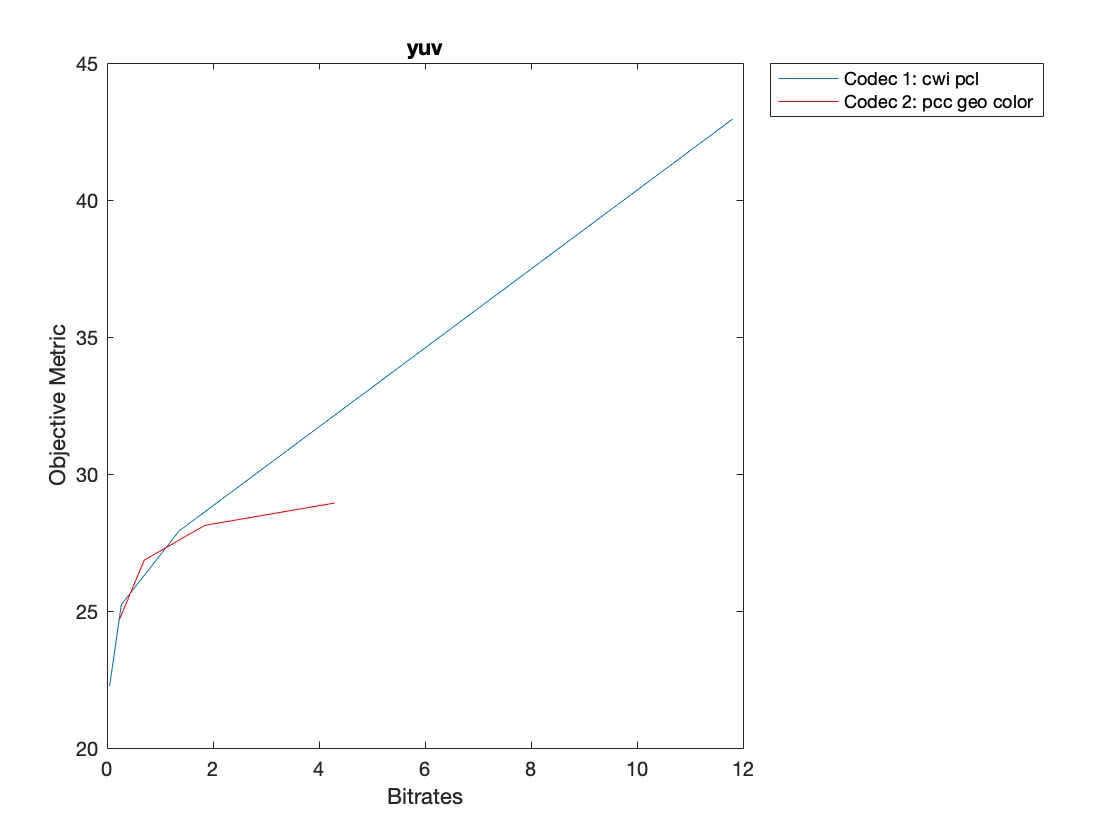 yuv
Codec 1: cwi pcl
Codec 2: pcc geo color
45
40
35
30
25
20
Objective Metric
0 2 4 6 8 10 12
Bitrates